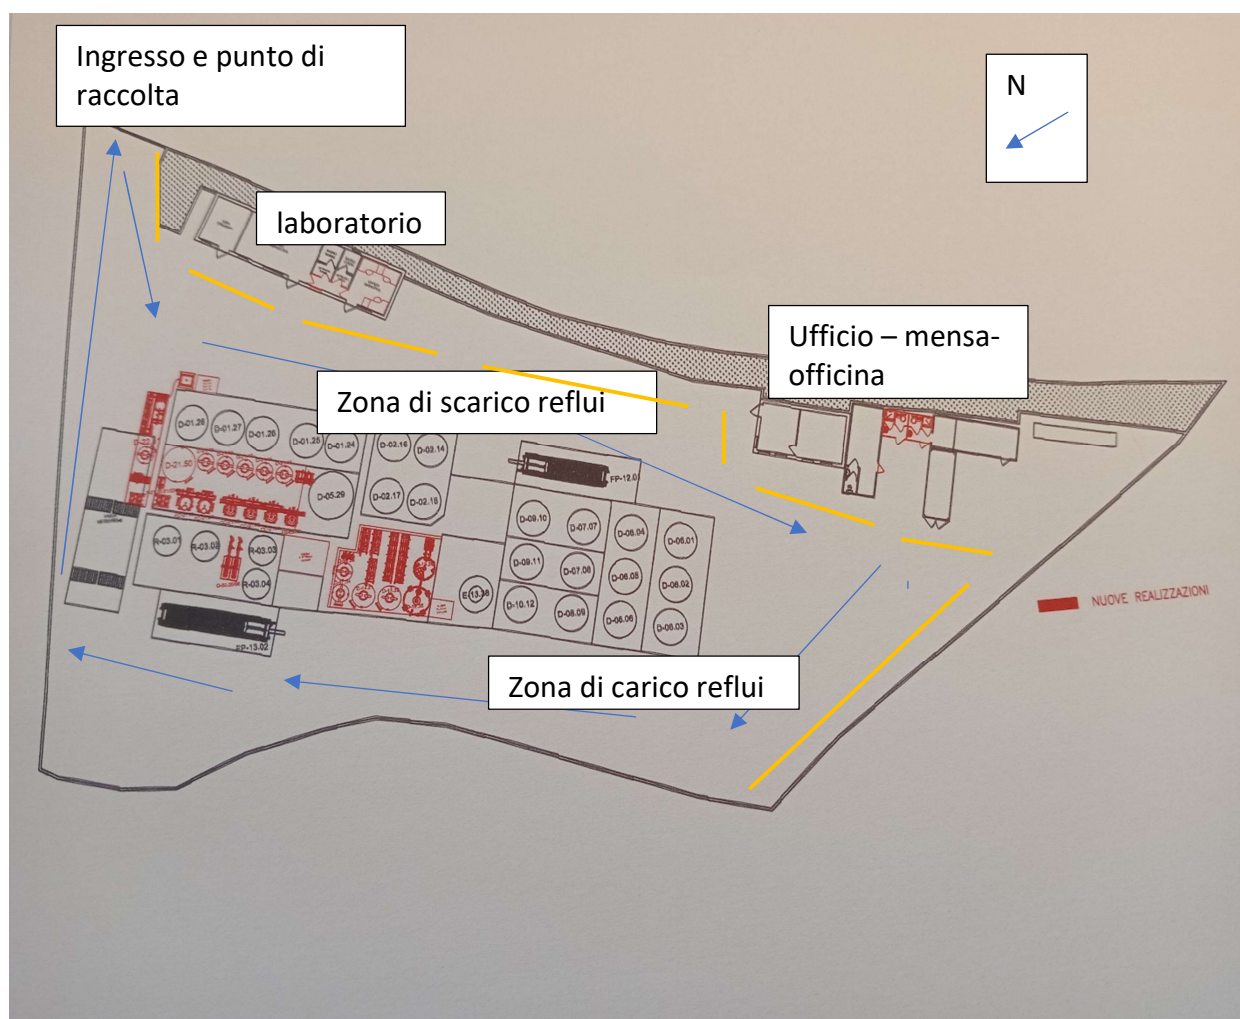 Ingresso e punto di
raccolta
N
laboratorio
Ufficio – mensa-
officina
Zona di scarico reflui
D-01.27
D-01.26
D-01.25
D-01.24
D-02.16
D-02.14
D-01.50
D-05.29
D-02.17
D-02.15
FP-12.01
D-09.10
D-07.07
D-06.04
D-06.01
R-03.01
R-03.02
R-03.03
R-03.04
D-09.11
D-07.08
D-06.05
D-06.02
E-13.38
D-10.12
D-08.09
D-06.06
D-06.03
NUOVE REALIZZAZIONI
FP-13.02
Zona di carico reflui